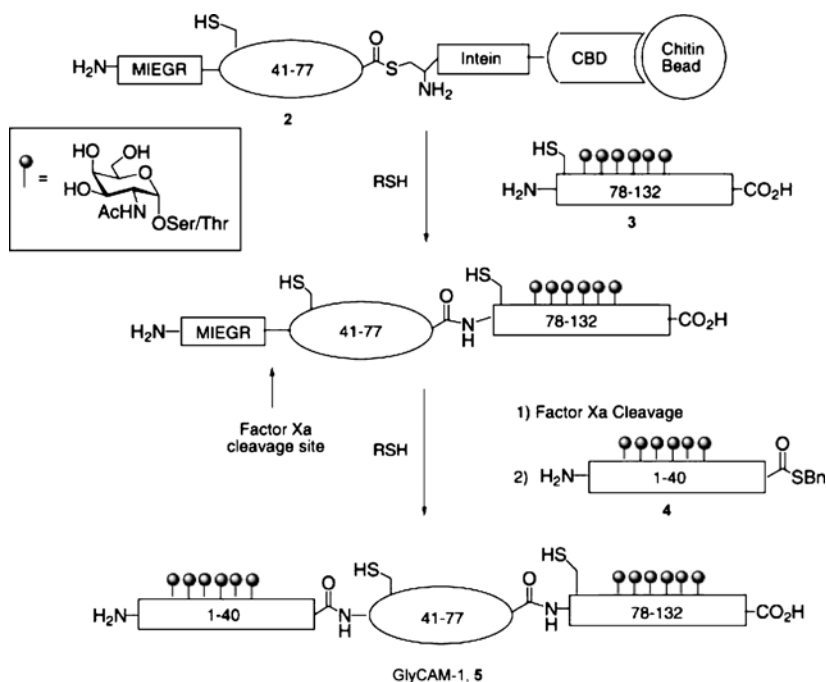 HS
H₂N
MIEGR
41-77
O
S
NH₂
Intein
CBD
Chitin
Bead
2
=
HO
OH
O
HO
AcHN
OSer/Thr
RSH
HS
H₂N
78-132
CO₂H
3
HS
H₂N
MIEGR
41-77
O
N
H
HS
78-132
CO₂H
Factor Xa
cleavage site
RSH
1) Factor Xa Cleavage
2)
H₂N
1-40
O
SBn
4
H₂N
1-40
O
N
H
HS
41-77
O
N
H
HS
78-132
CO₂H
GlyCAM-1, 5